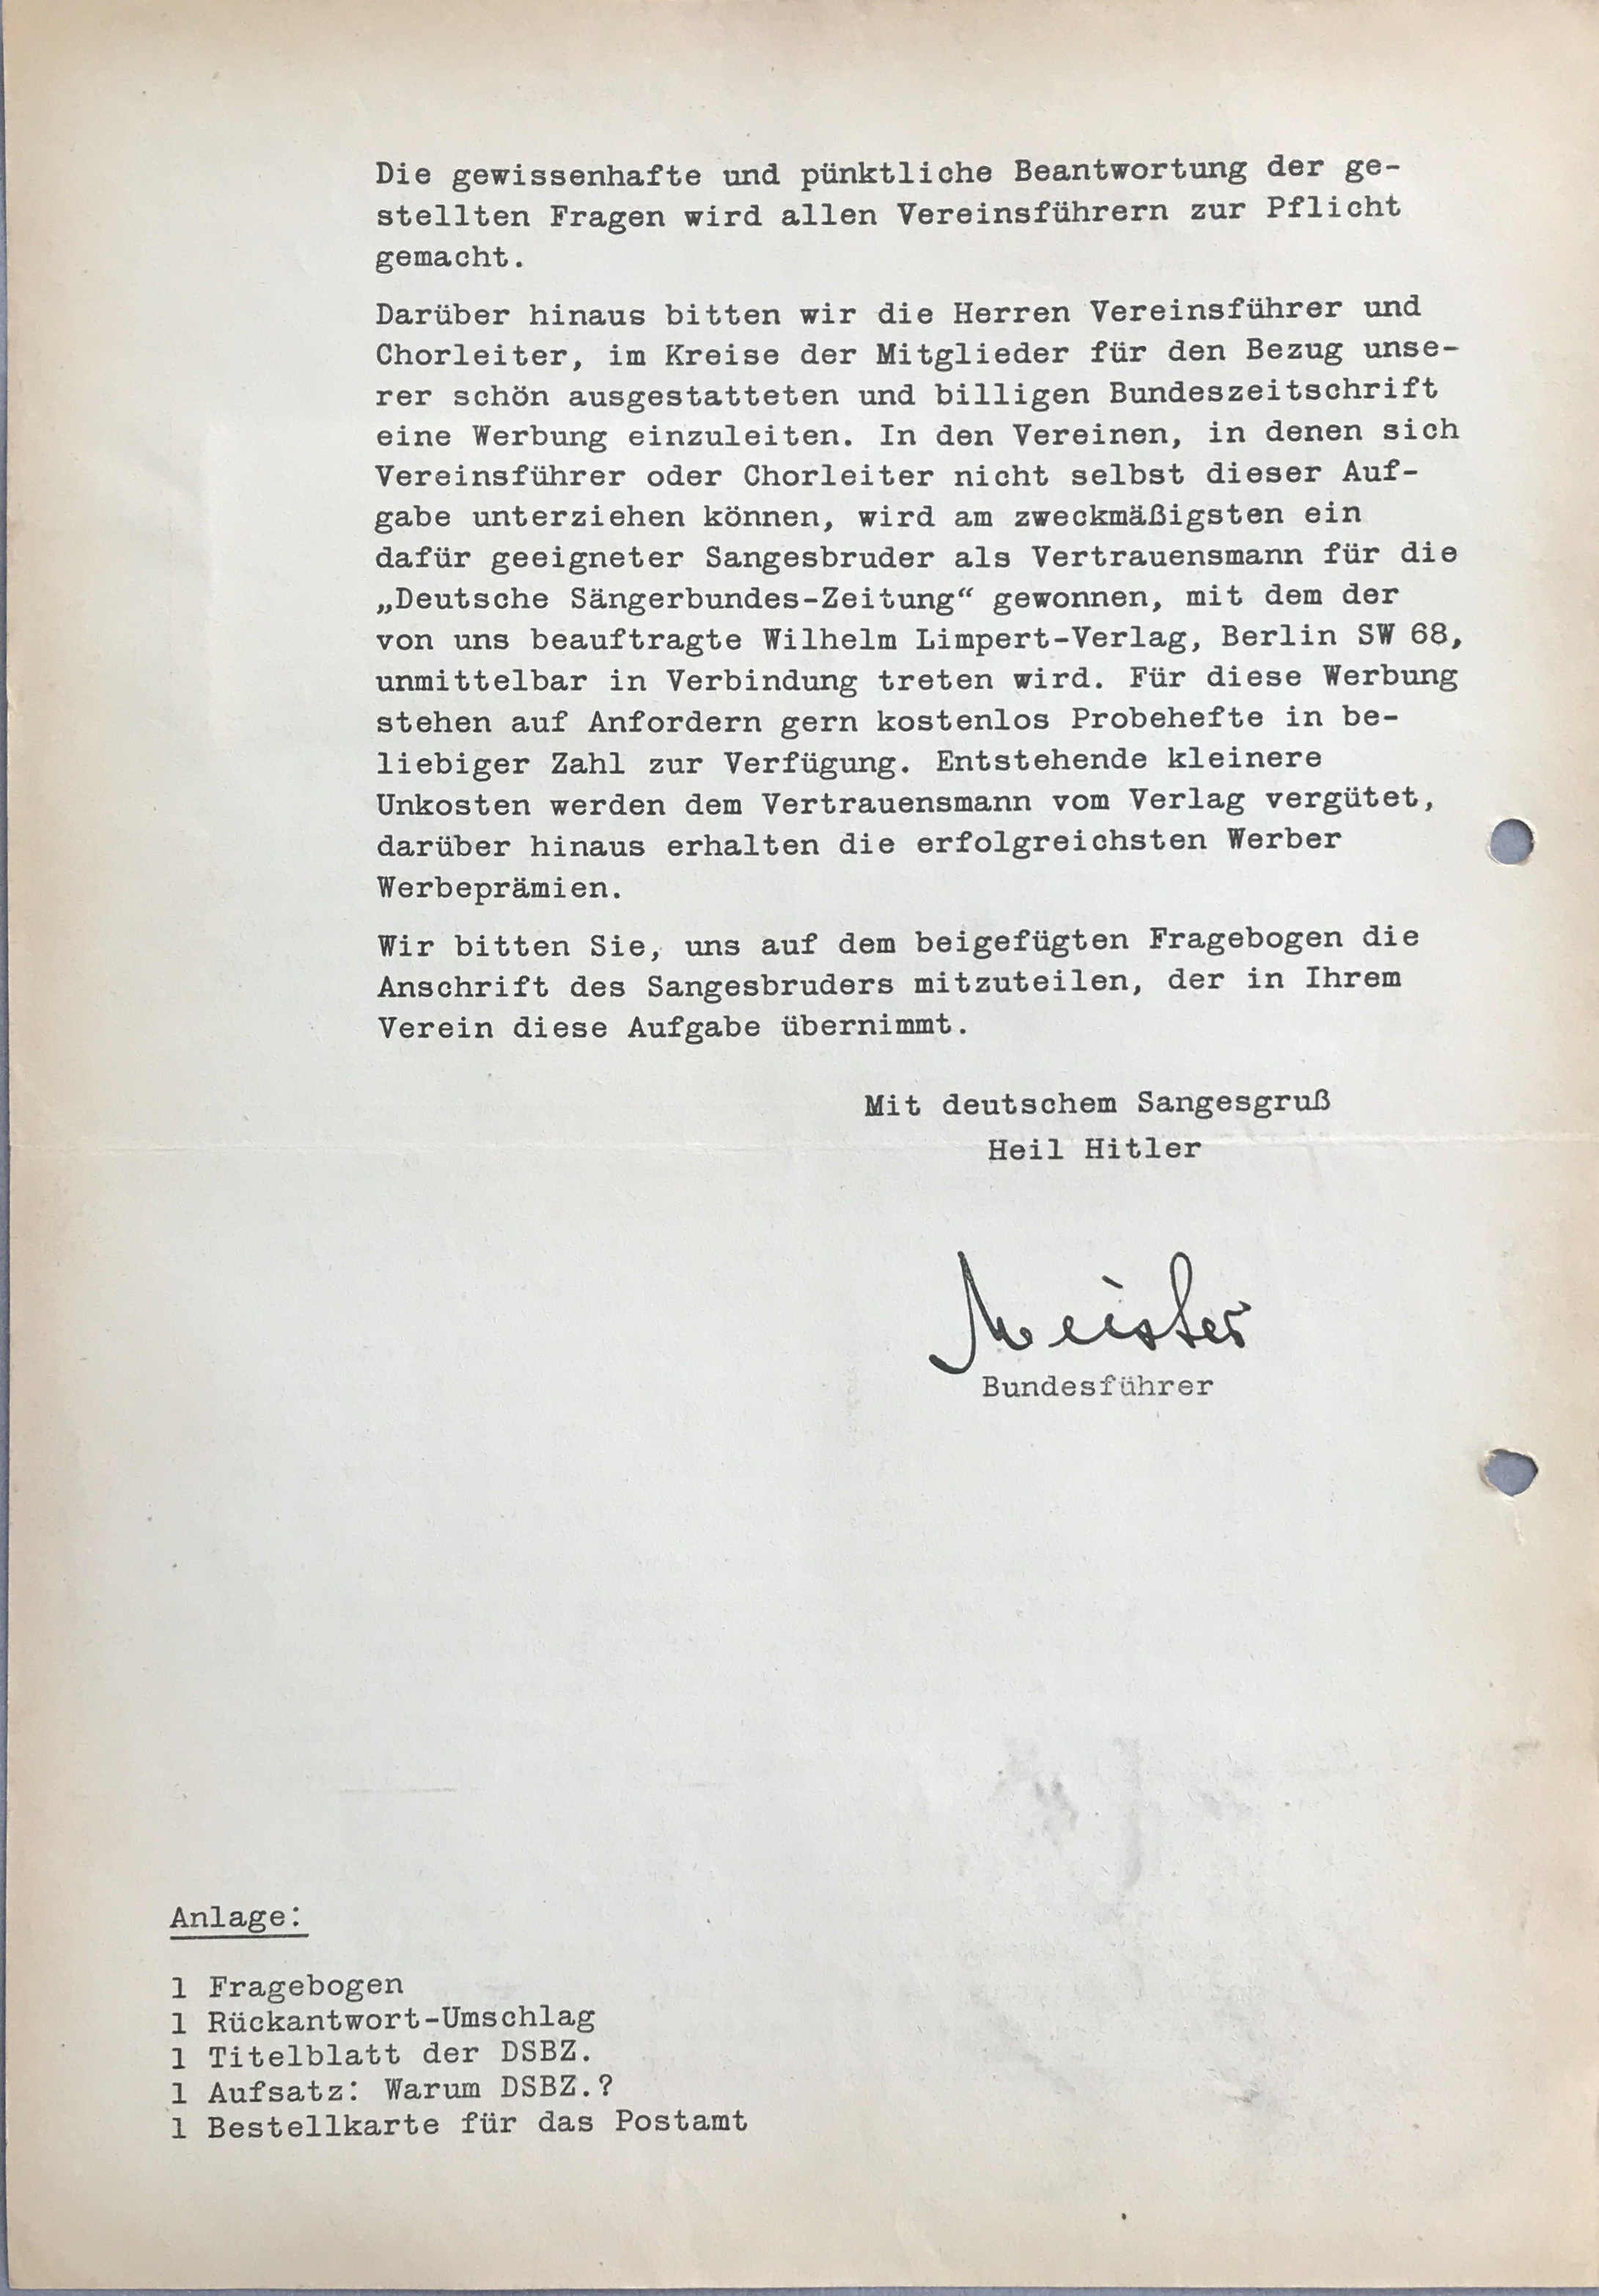 Die gewissenhafte und pünktliche Beantwortung der ge-
stellten Fragen wird allen Vereinsführern zur Pflicht
gemacht.
Darüber hinaus bitten wir die Herren Vereinsführer und
Chorleiter, im Kreise der Mitglieder für den Bezug unse-
rer schön ausgestatteten und billigen Bundeszeitschrift
eine Werbung einzuleiten. In den Vereinen, in denen sich
Vereinsführer oder Chorleiter nicht selbst dieser Auf-
gabe unterziehen können, wird am zweckmäßigsten ein
dafür geeigneter Sangesbruder als Vertrauensmann für die
„Deutsche Sängerbundes-Zeitung“ gewonnen, mit dem der
von uns beauftragte Wilhelm Limpert-Verlag, Berlin SW 68,
unmittelbar in Verbindung treten wird. Für diese Werbung
stehen auf Anfordern gern kostenlos Probehefte in be-
liebiger Zahl zur Verfügung. Entstehende kleinere
Unkosten werden dem Vertrauensmann vom Verlag vergütet,
darüber hinaus erhalten die erfolgreichsten Werber
Werbeprämien.
Wir bitten Sie, uns auf dem beigefügten Fragebogen die
Anschrift des Sangesbruders mitzuteilen, der in Ihrem
Verein diese Aufgabe übernimmt.
Mit deutschem Sangesgruß
Heil Hitler
Meister
Bundesführer
Anlage:
1 Fragebogen
1 Rückantwort-Umschlag
1 Titelblatt der DSBZ.
1 Aufsatz: Warum DSBZ.?
1 Bestellkarte für das Postamt